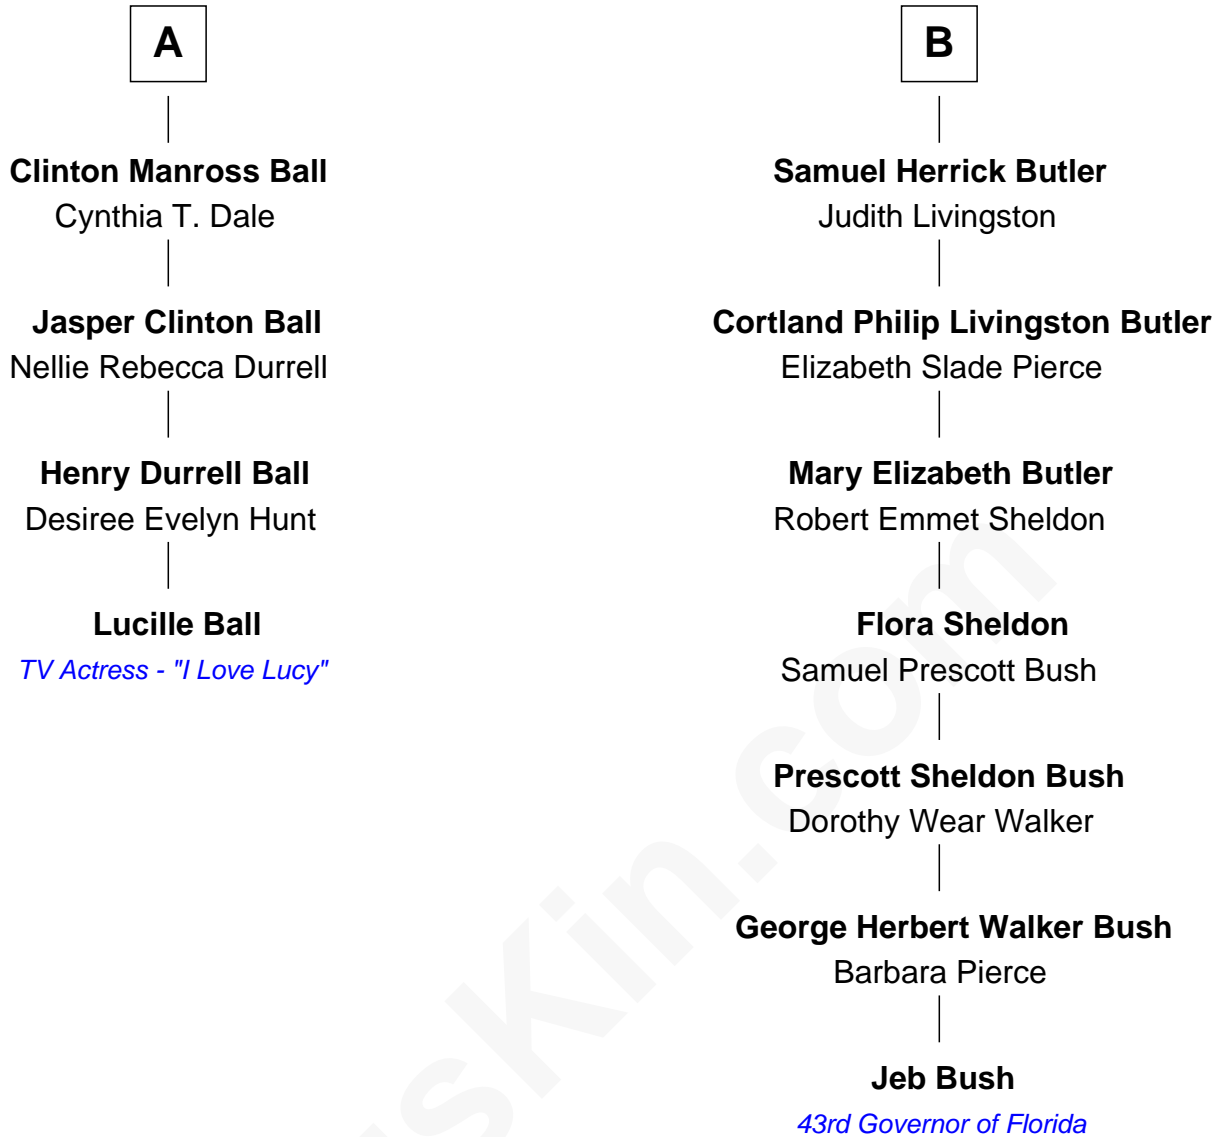 A
Clinton Manross Ball
Cynthia T. Dale
Jasper Clinton Ball
Nellie Rebecca Durrell
Henry Durrell Ball
Desiree Evelyn Hunt
Lucille Ball
TV Actress - "I Love Lucy"
B
Samuel Herrick Butler
Judith Livingston
Cortland Philip Livingston Butler
Elizabeth Slade Pierce
Mary Elizabeth Butler
Robert Emmet Sheldon
Flora Sheldon
Samuel Prescott Bush
Prescott Sheldon Bush
Dorothy Wear Walker
George Herbert Walker Bush
Barbara Pierce
Jeb Bush
43rd Governor of Florida
sKin.com